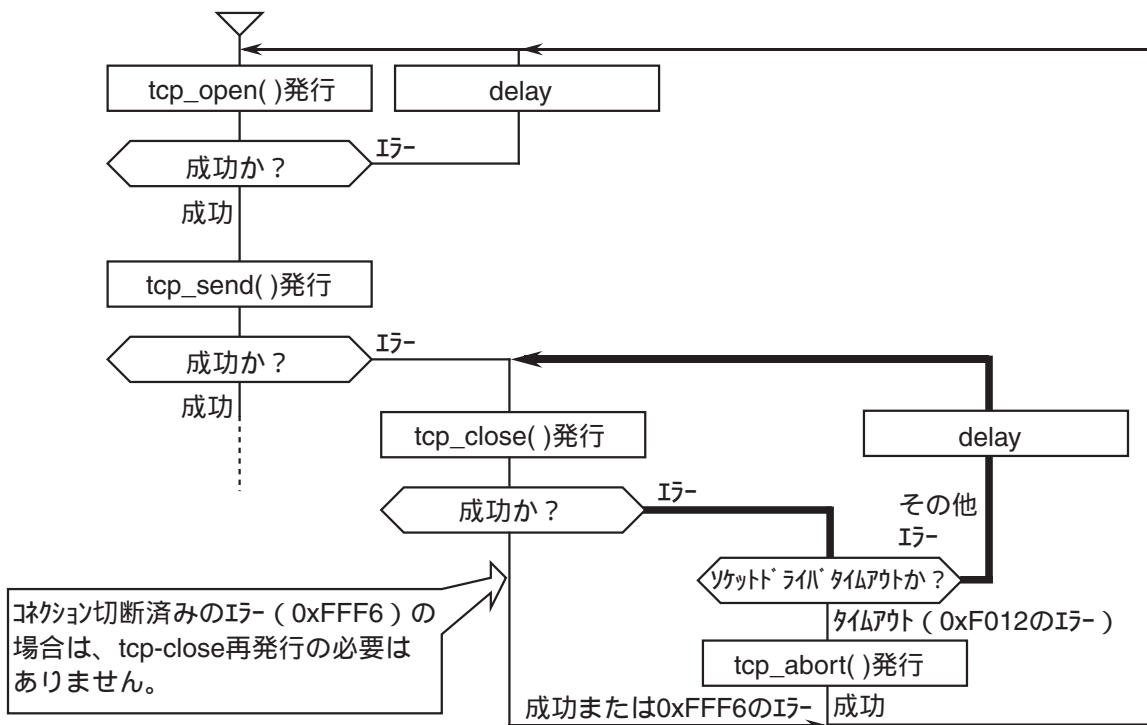 tcp_open( )発行
delay
成功か？
エラー
成功
tcp_send( )発行
成功か？
エラー
成功
tcp_close( )発行
delay
成功か？
エラー
その他
エラー
ソケットドライバタイムアウトか？
コネクション切断済みのエラー（0xFFF6）の
場合は、tcp-close再発行の必要は
ありません。
タイムアウト（0xF012のエラー）
tcp_abort( )発行
成功または0xFFF6のエラー
成功